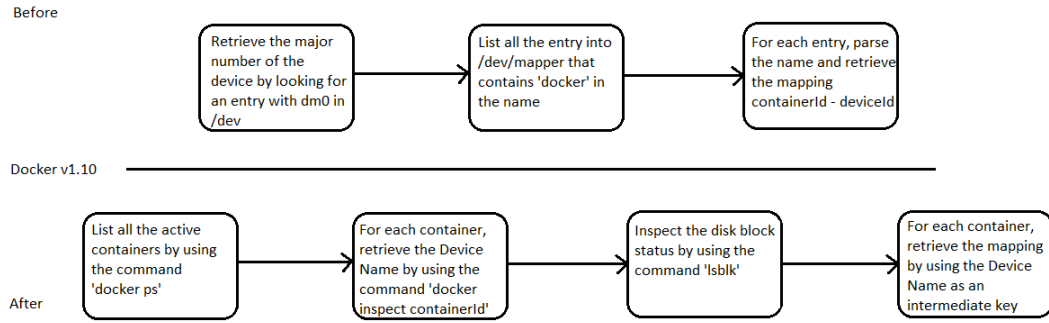 Before
Retrieve the major
number of the
device by looking for
an entry with dm0 in
/dev
List all the entry into
/dev/mapper that
contains 'docker' in
the name
For each entry, parse
the name and retrieve
the mapping
containerId - deviceId
Docker v1.10
List all the active
containers by using
the command
'docker ps'
For each container,
retrieve the Device
Name by using the
command 'docker
inspect containerId'
Inspect the disk block
status by using the
command 'lsblk'
For each container,
retrieve the mapping
by using the Device
Name as an
intermediate key
After